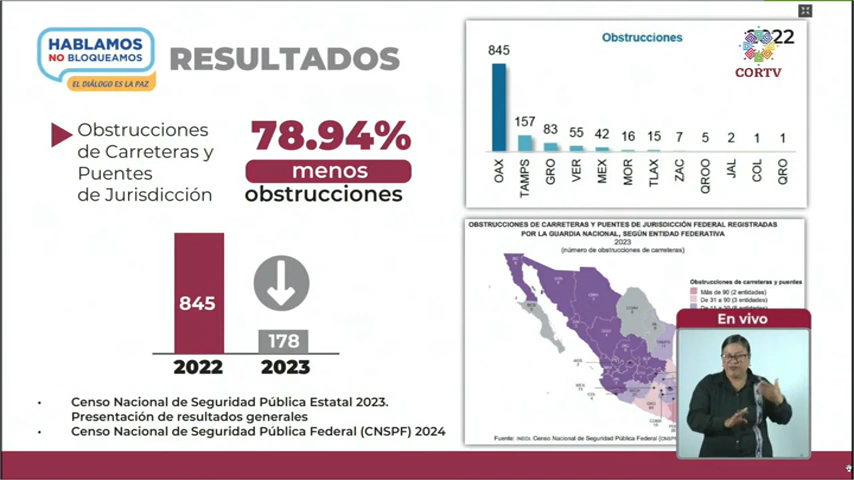 HABLAMOS
NO BLOQUEAMOS
EL DIÁLOGO ES LA PAZ
RESULTADOS
Obstrucciones
de Carreteras y
Puentes
de Jurisdicción
78.94%
menos
obstrucciones
845
178
2022 2023
• Censo Nacional de Seguridad Pública Estatal 2023.
Presentación de resultados generales
• Censo Nacional de Seguridad Pública Federal (CNSPF) 2024
Obstrucciones
CORTV
845 157 83 55 42 16 15 7 5 2 1 1
OAX TAMPS GRO VER MEX MOR TLAX ZAC QROO JAL COL QRO
OBSTRUCCIONES DE CARRETERAS Y PUENTES DE JURISDICCIÓN FEDERAL REGISTRADAS
POR LA GUARDIA NACIONAL, SEGÚN ENTIDAD FEDERATIVA
2023
(número de obstrucciones de carreteras)
Obstrucciones de carreteras y puentes
Más de 90 (2 entidades)
De 31 a 90 (3 entidades)
En vivo
Fuente: INEGI. Censo Nacional de Seguridad Pública Federal (CNSPF)